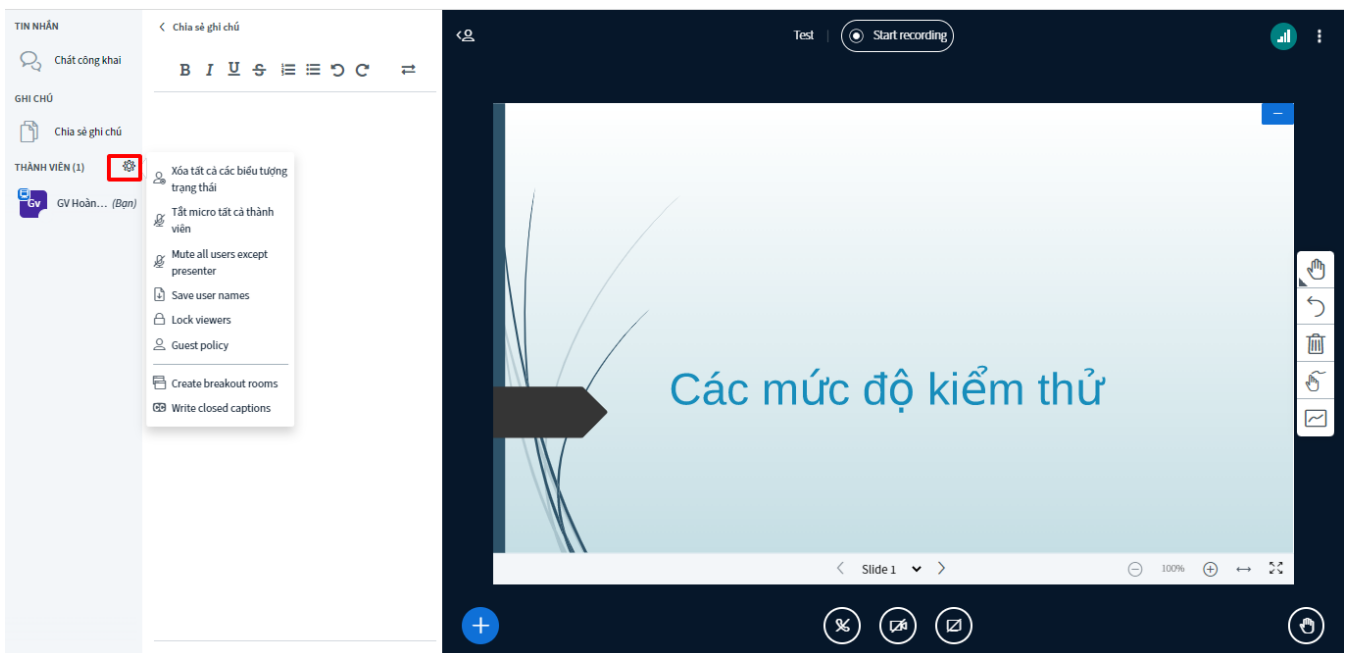 TIN NHẮN
Chát công khai
GHI CHÚ
Chia sẻ ghi chú
THÀNH VIÊN (1)
Gv
GV Hoàn... (Bạn)
Chia sẻ ghi chú
B I U S
Xóa tất cả các biểu tượng
trạng thái
Tắt micro tất cả thành
viên
Mute all users except
presenter
Save user names
Lock viewers
Guest policy
Create breakout rooms
Write closed captions
Test
Start recording
Các mức độ kiểm thử
Slide 1
100%